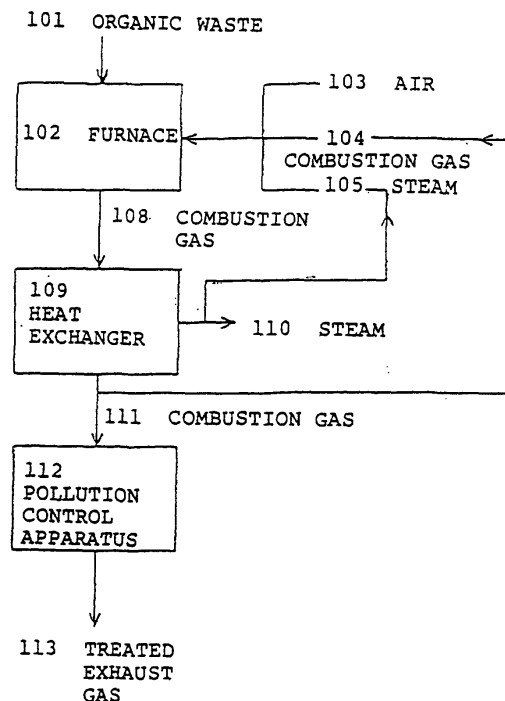 101 ORGANIC WASTE
103 AIR
102 FURNACE
104
COMBUSTION GAS
105 STEAM
108 COMBUSTION
GAS
109
HEAT
EXCHANGER
110 STEAM
111 COMBUSTION GAS
112
POLLUTION
CONTROL
APPARATUS
113 TREATED
EXHAUST
GAS